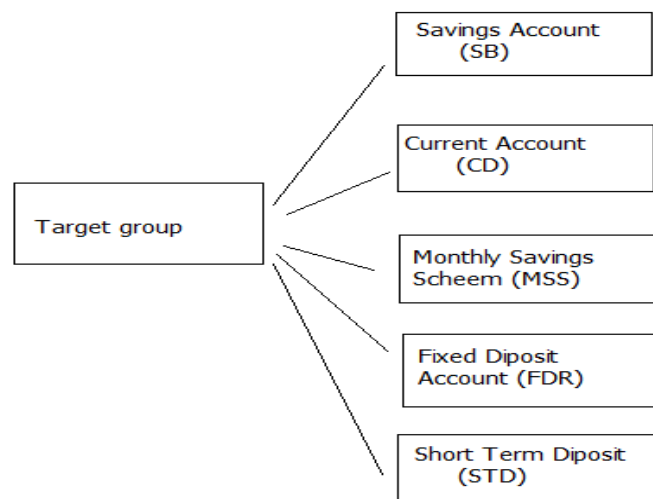 Savings Account
(SB)
Current Account
(CD)
Target group
Monthly Savings
Scheem (MSS)
Fixed Diposit
Account (FDR)
Short Term Diposit
(STD)